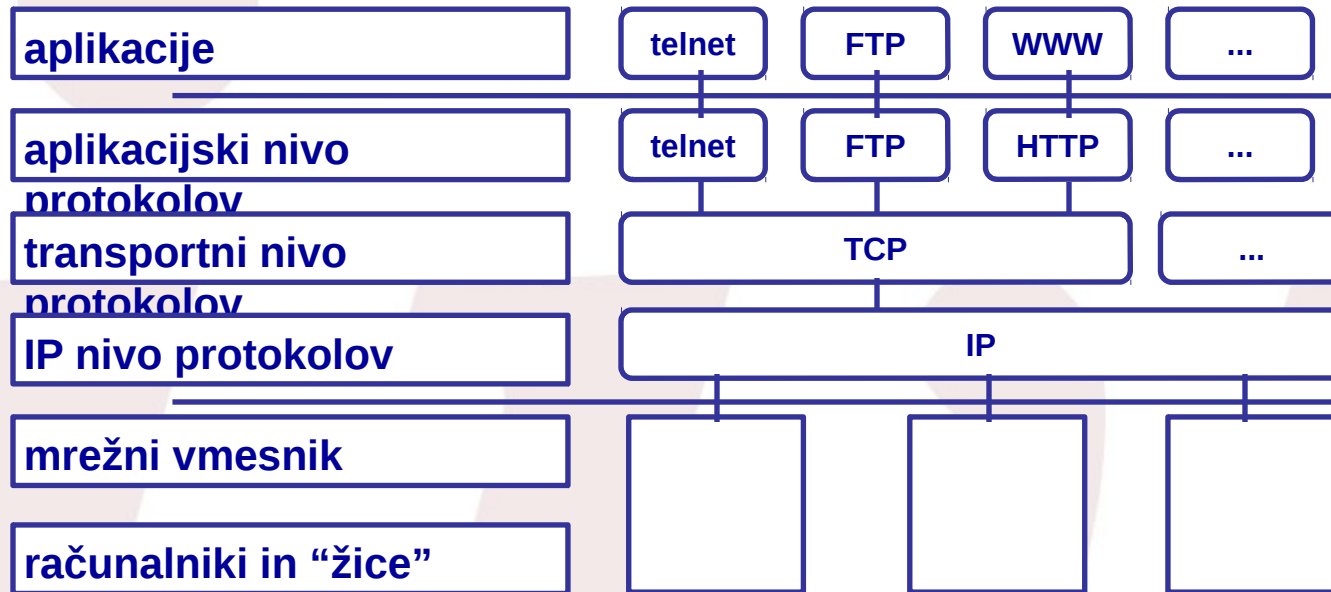 aplikacije
telnet FTP WWW ...
aplikacijski nivo
protokolov
telnet FTP HTTP ...
transportni nivo
protokolov
TCP ...
IP nivo protokolov
IP
mrežni vmesnik
računalniki in “žice”